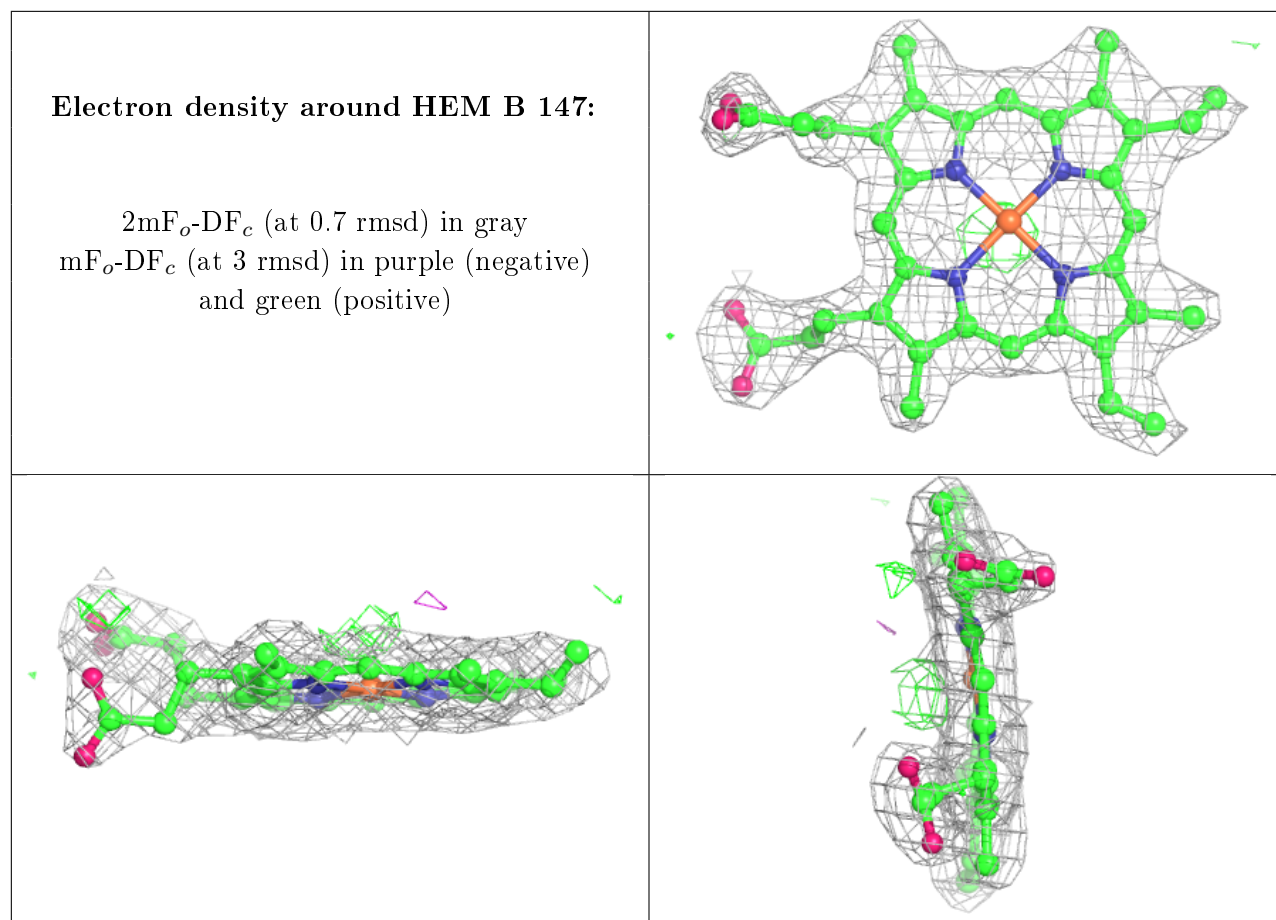 Electron density around HEM B 147:
2mFo-DFc (at 0.7 rmsd) in gray
mFo-DFc (at 3 rmsd) in purple (negative)
and green (positive)